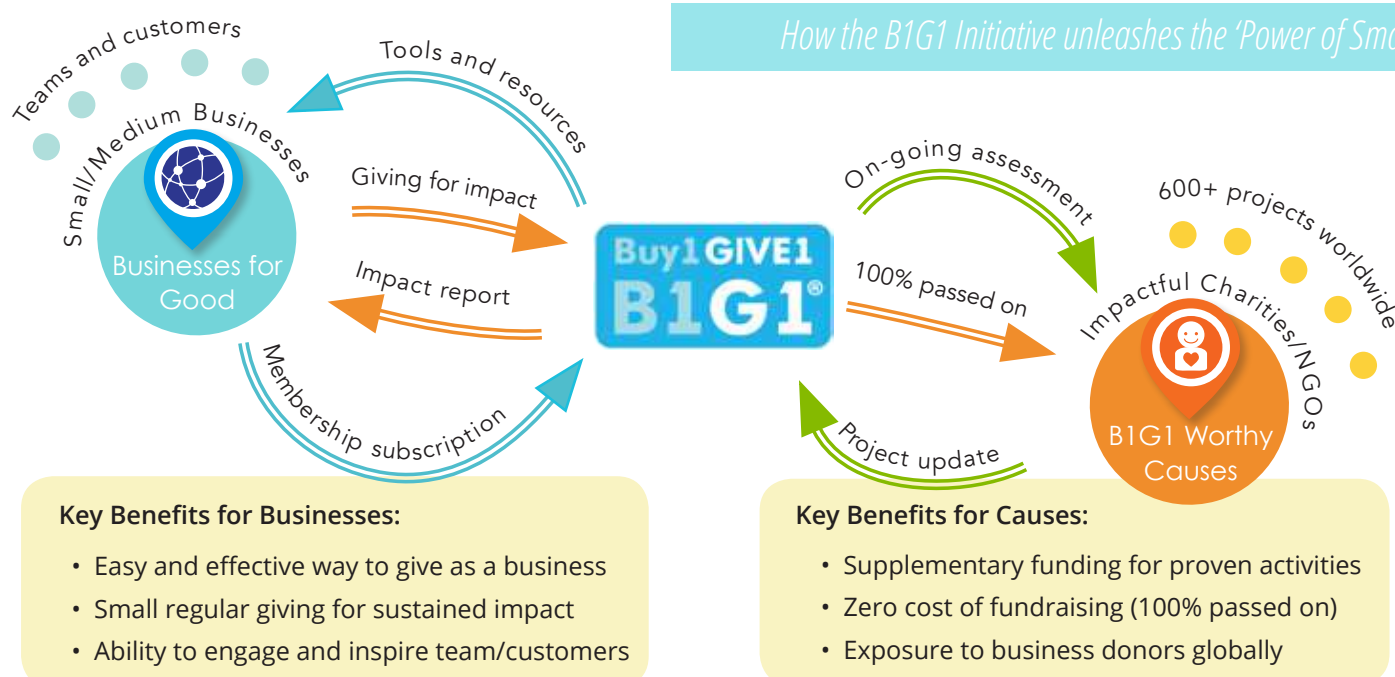 How the B1G1 Initiative unleashes the ‘Power of
Teams and customers
Small/Medium Businesses
Businesses for
Good
Tools and resources
Giving for impact
Impact report
Membership subscription
Buy1GIVE1
B1G1®
On-going assessment
100% passed on
Project update
600+ projects worldwide
Impactful Charities/NGOs
B1G1 Worthy
Causes
Key Benefits for Businesses:
• Easy and effective way to give as a business
• Small regular giving for sustained impact
• Ability to engage and inspire team/customers
Key Benefits for Causes:
• Supplementary funding for proven activities
• Zero cost of fundraising (100% passed on)
• Exposure to business donors globally